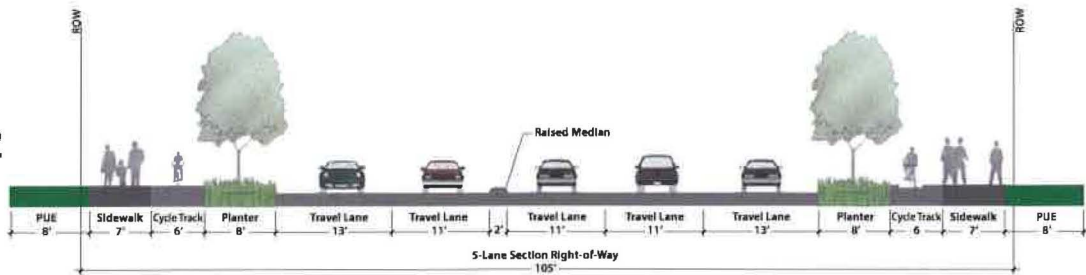 ROW
ROW
Raised Median
PUE Sidewalk Cycle Track Planter Travel Lane Travel Lane Travel Lane Travel Lane Travel Lane Planter Cycle Track Sidewalk PUE
8' 7' 6' 8' 13' 11' 2' 11' 11' 13' 8' 6 7' 8'
5-Lane Section Right-of-Way
105'